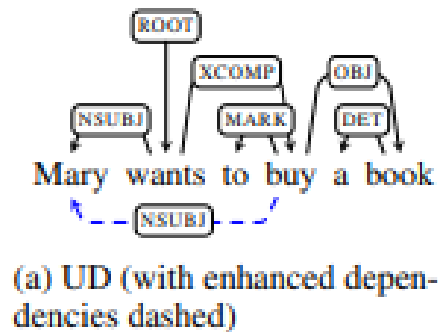 ROOT
XCOMP OBJ
NSUBJ MARK DET
Mary wants to buy a book
NSUBJ
(a) UD (with enhanced depen-
dencies dashed)